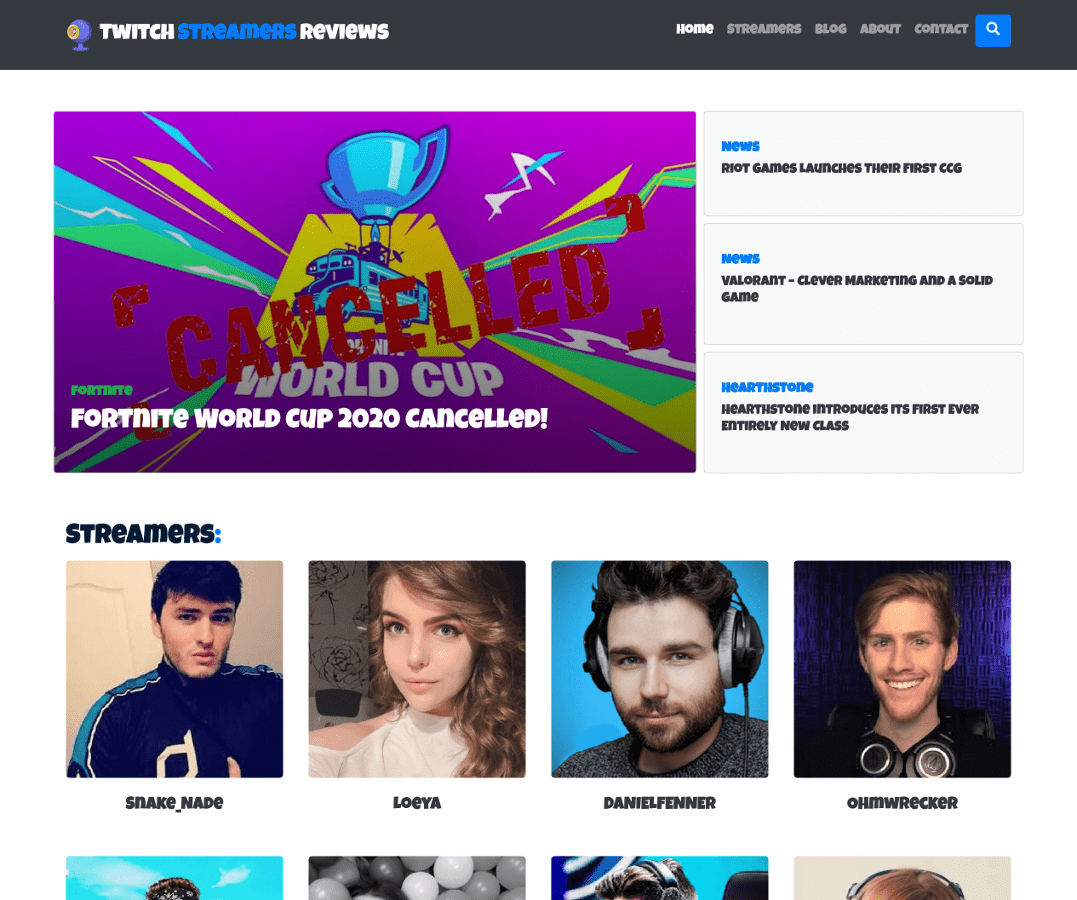 Twitch Streamers Reviews
Home Streamers Blog About Contact
CANCELLED
WORLD CUP
Fortnite
Fortnite World Cup 2020 Cancelled!
News
Riot Games Launches Their First CCG
News
Valorant – Clever Marketing and a Solid
Game
Hearthstone
Hearthstone Introduces Its First Ever
Entirely New Class
Streamers:
Snake_Nade
Loeya
DANIELFENNER
Ohmwrecker